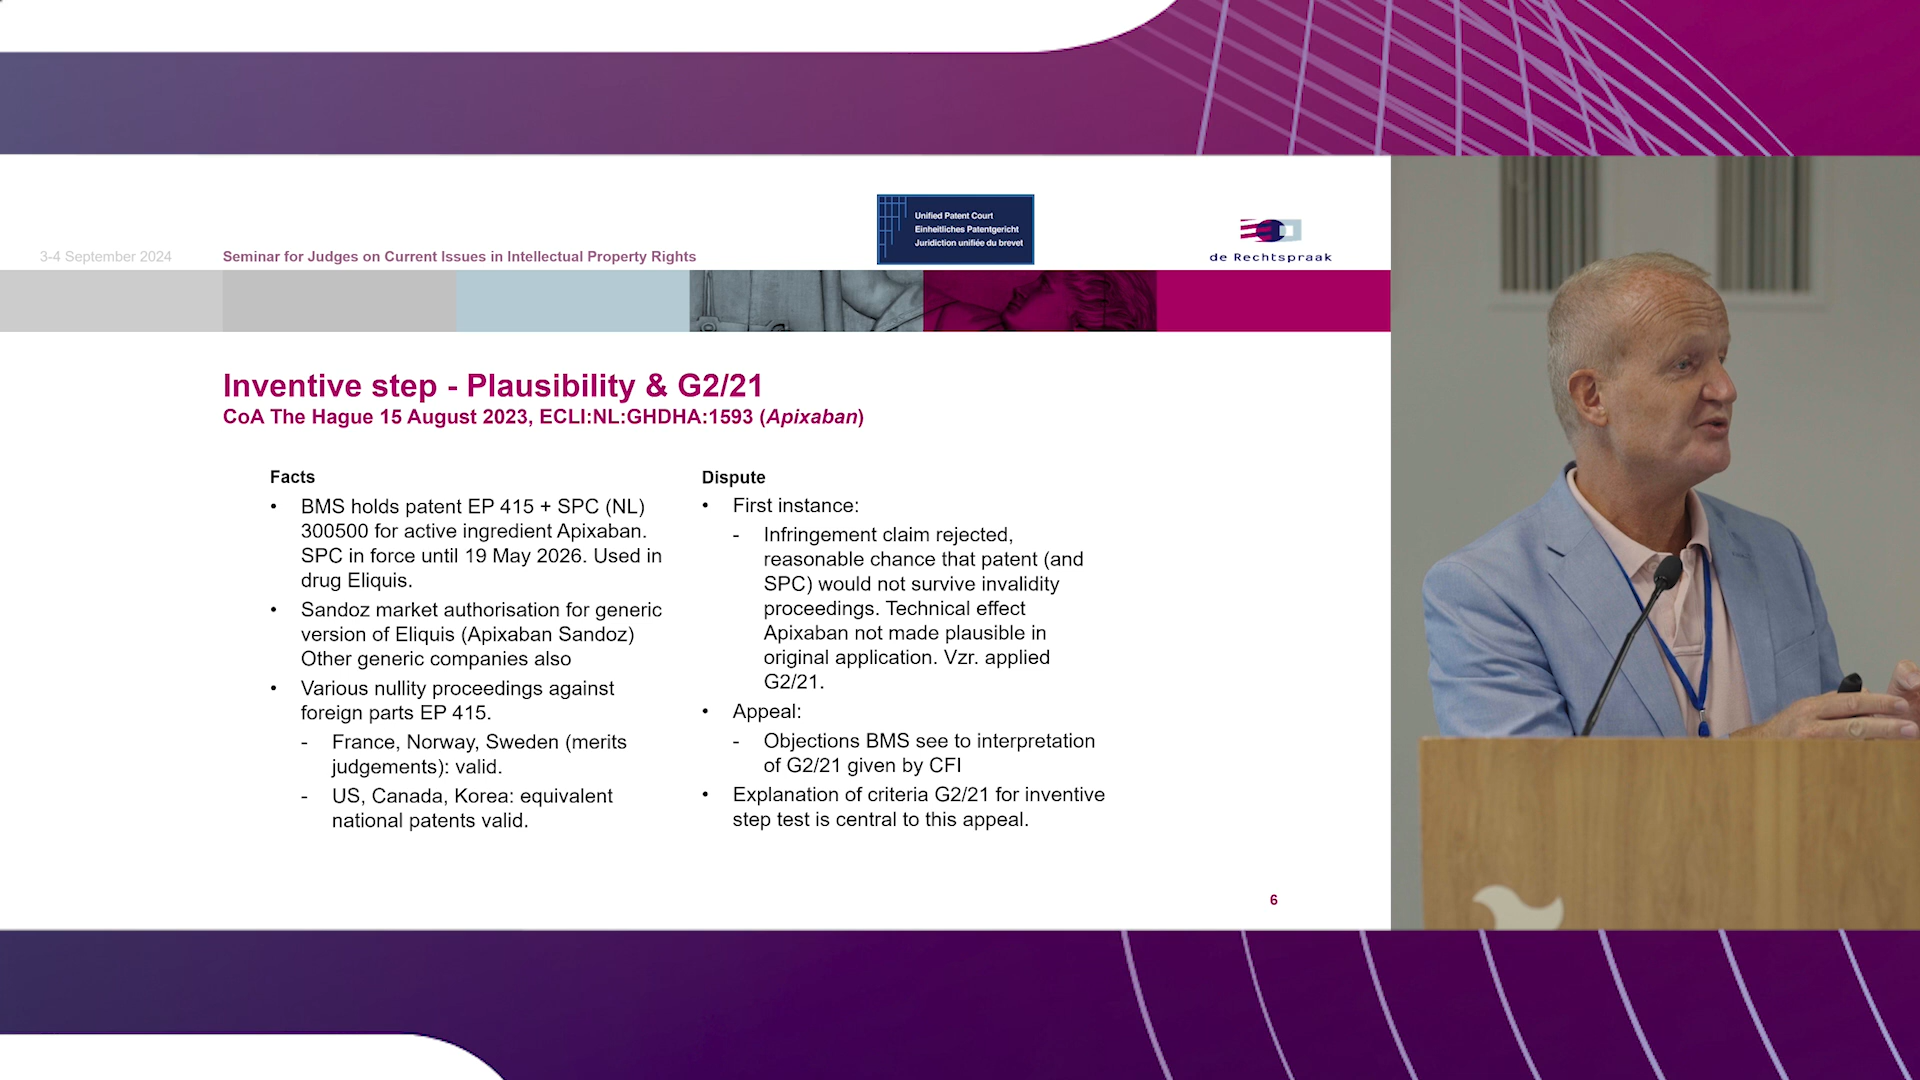 Unified Patent Court
Einheitliches Patentgericht
Juridiction unifiée du brevet
3-4 September 2024
Seminar for Judges on Current Issues in Intellectual Property Rights
de Rechtspraak
Inventive step - Plausibility & G2/21
CoA The Hague 15 August 2023, ECLI:NL:GHDHA:1593 (Apixaban)
Facts
• BMS holds patent EP 415 + SPC (NL)
300500 for active ingredient Apixaban.
SPC in force until 19 May 2026. Used in
drug Eliquis.
• Sandoz market authorisation for generic
version of Eliquis (Apixaban Sandoz)
Other generic companies also
• Various nullity proceedings against
foreign parts EP 415.
- France, Norway, Sweden (merits
judgements): valid.
- US, Canada, Korea: equivalent
national patents valid.
Dispute
• First instance:
- Infringement claim rejected,
reasonable chance that patent (and
SPC) would not survive invalidity
proceedings. Technical effect
Apixaban not made plausible in
original application. Vzr. applied
G2/21.
• Appeal:
- Objections BMS see to interpretation
of G2/21 given by CFI
• Explanation of criteria G2/21 for inventive
step test is central to this appeal.
6